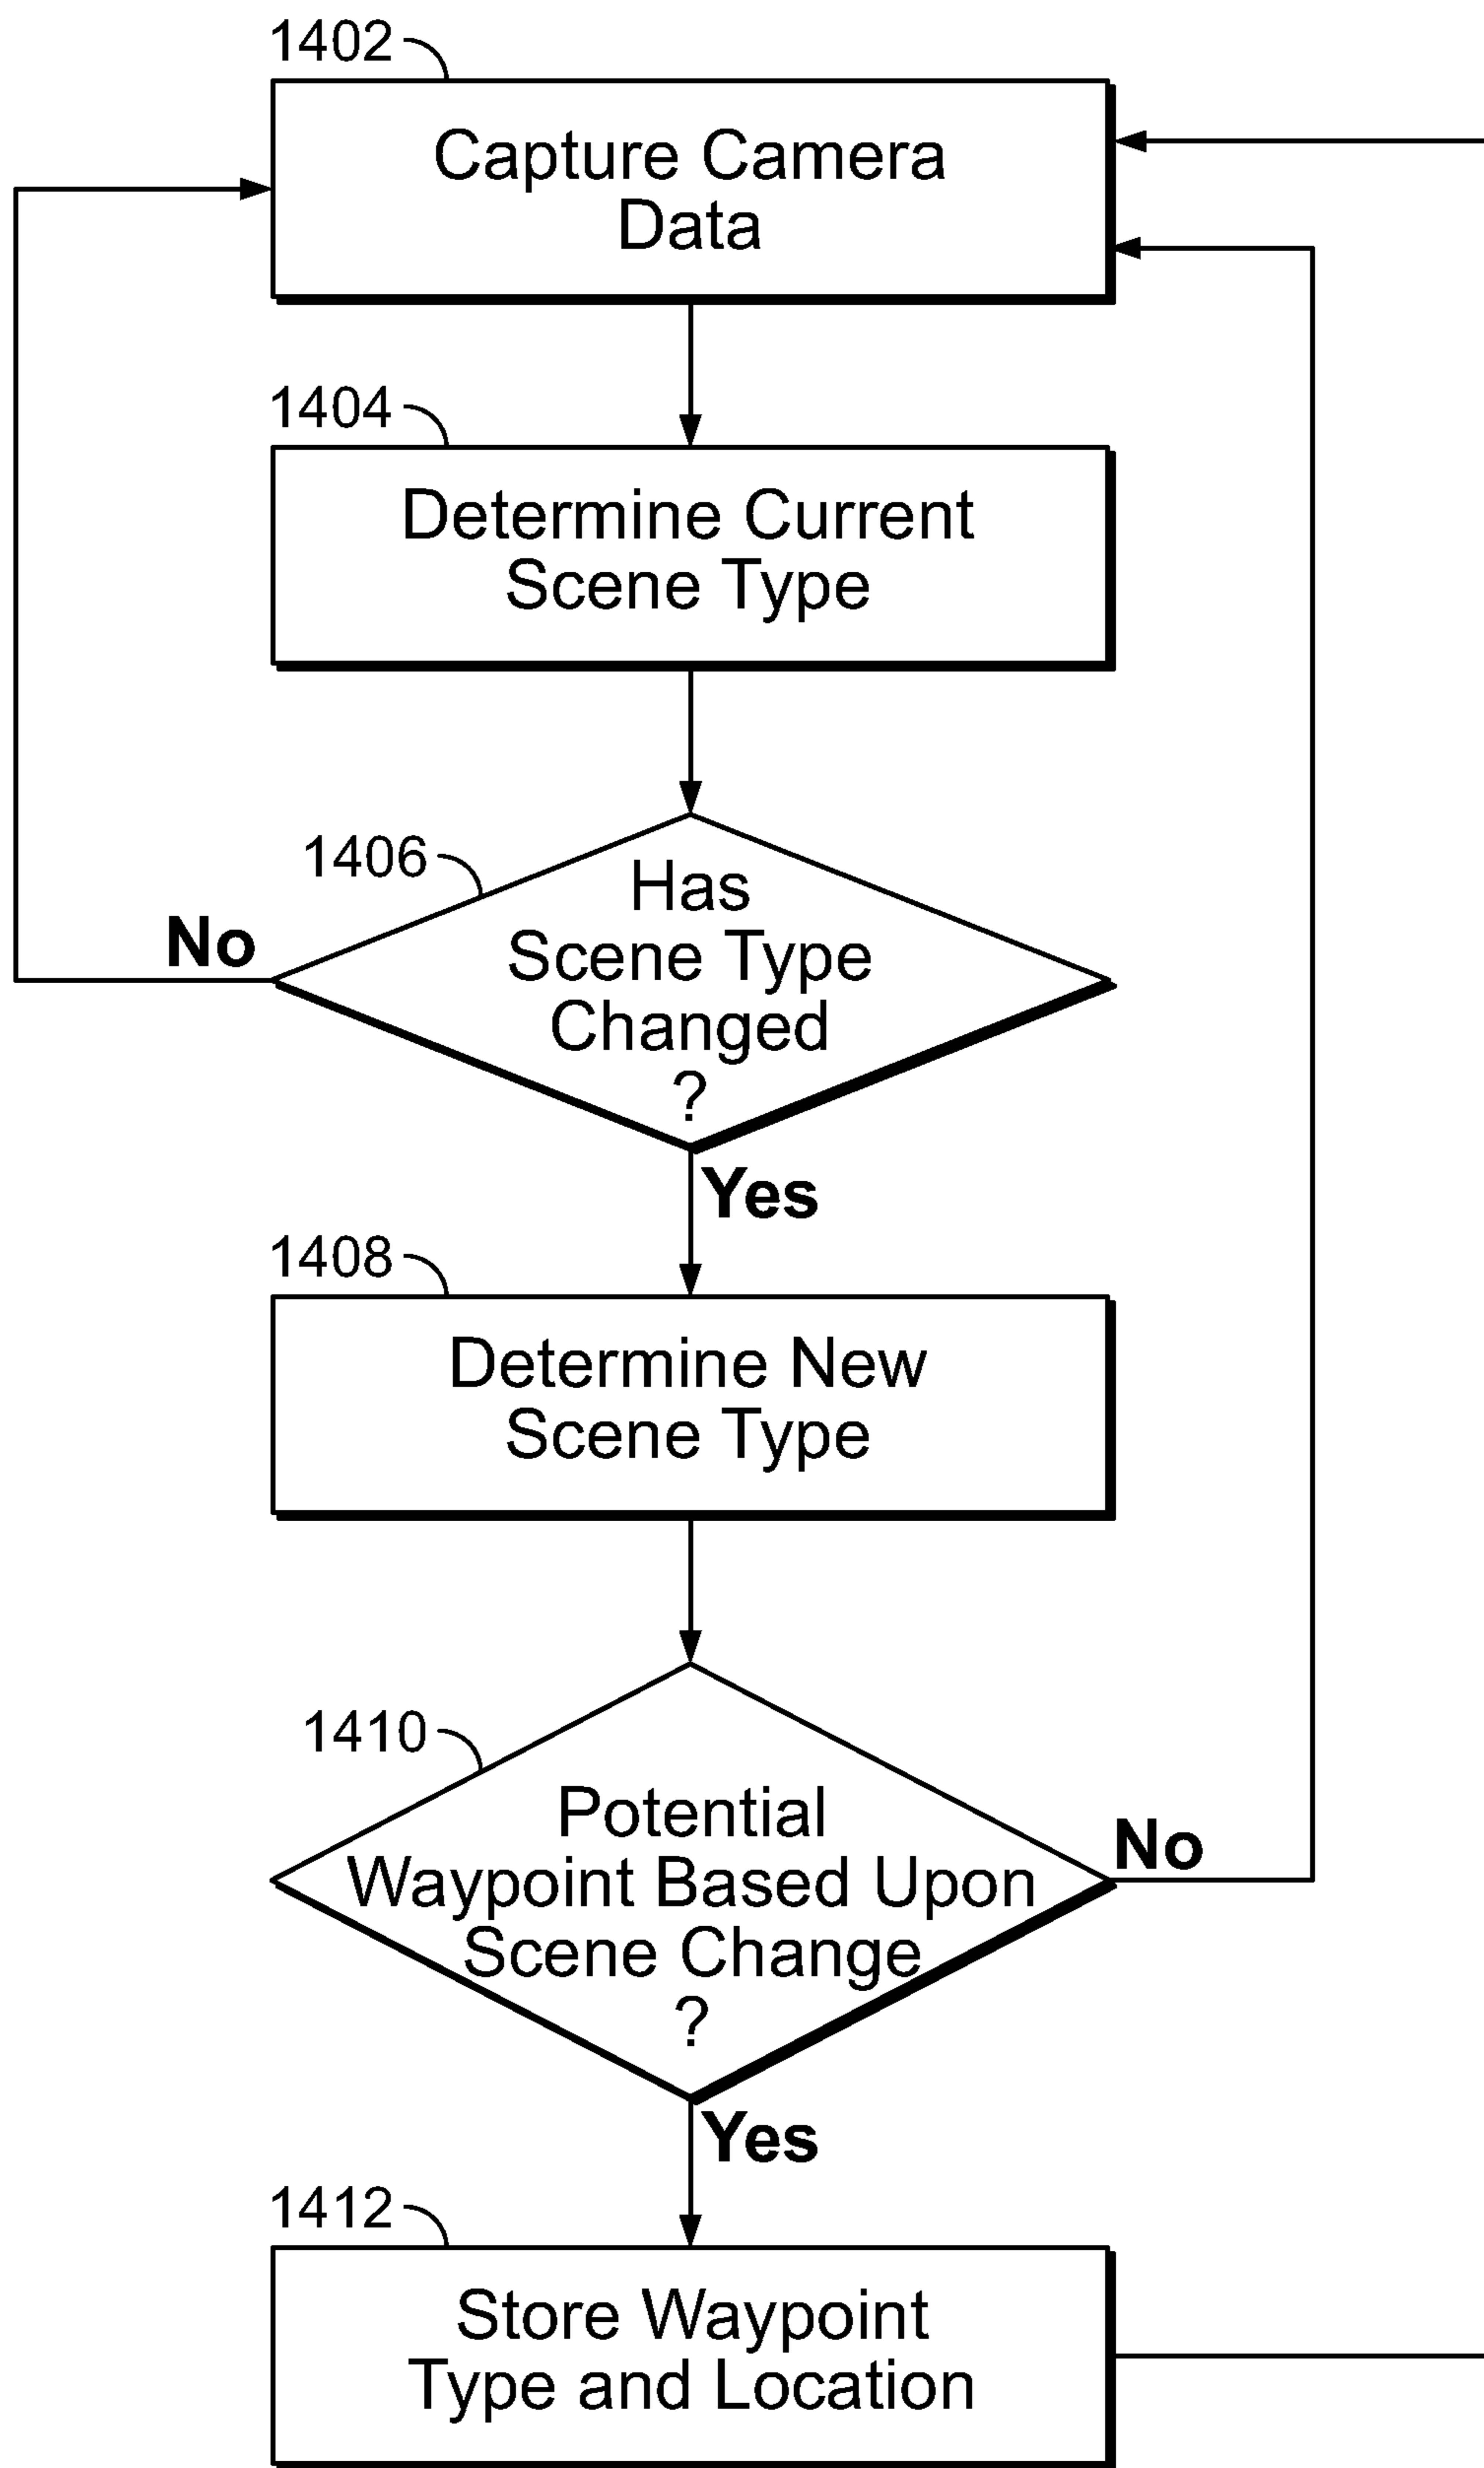 1402
Capture Camera
Data
1404
Determine Current
Scene Type
1406
Has
Scene Type
Changed
?
No
Yes
1408
Determine New
Scene Type
1410
Potential
Waypoint Based Upon
Scene Change
?
No
Yes
1412
Store Waypoint
Type and Location